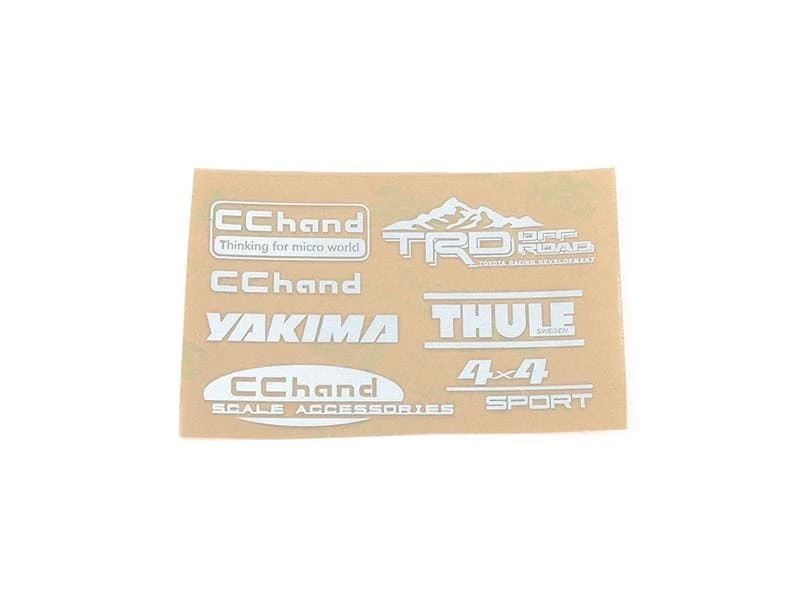 CChand
Thinking for micro world
CChand
YAKIMA
CChand
SCALE ACCESSORIES
TRD OFF ROAD
TOYOTA RACING DEVELOPMENT
THULE
SWEDEN
4x4
SPORT